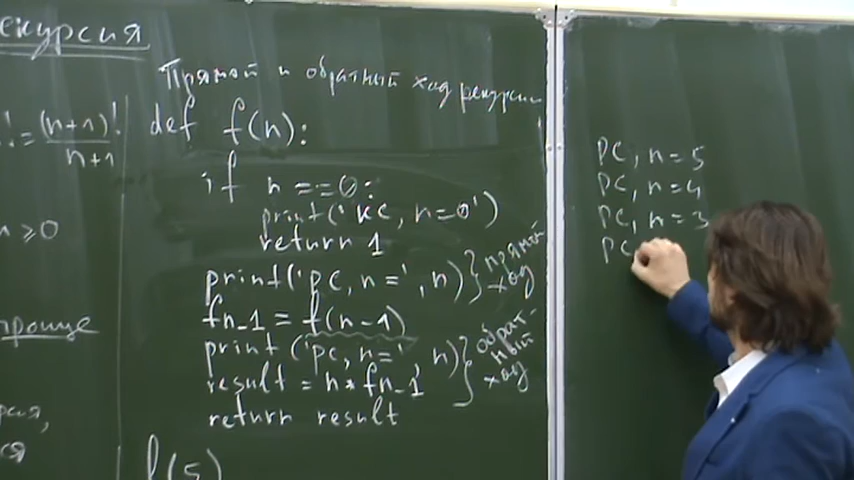 екурсия
Прямой и обратный ход рекурсии
! = (n+1)! / n+1
n ≥ 0
проще
def f(n):
if n == 0:
print('кс, n=0')
return 1
print('рс, n=', n) } прямой
ход
fn_1 = f(n-1)
print('рс, n=', n) } обрат-
ный
result = n * fn_1 ход
return result
f(5)
рс, n = 5
рс, n = 4
рс, n = 3
рс